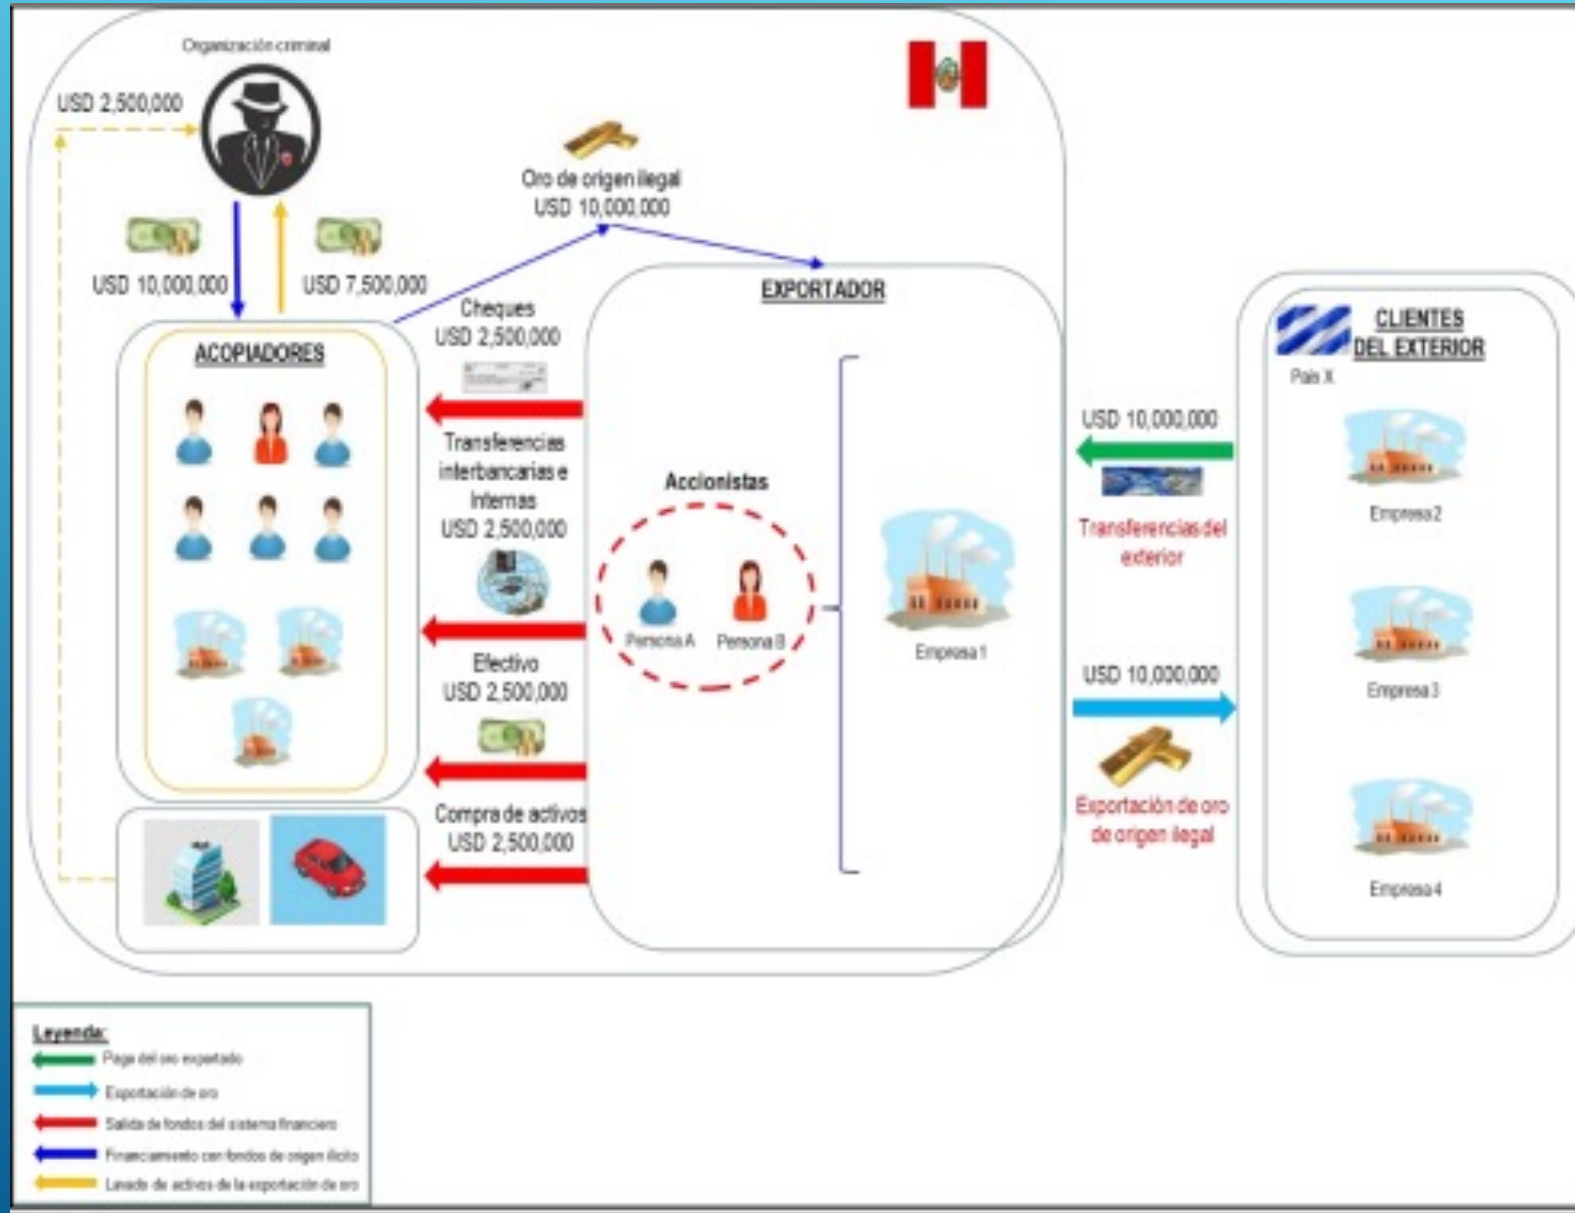 Organización criminal
USD 2,500,000
Oro de origen ilegal
USD 10,000,000
USD 10,000,000
USD 7,500,000
ACOPIADORES
Cheques
USD 2,500,000
Transferencias
interbancarias e
Internas
USD 2,500,000
Efectivo
USD 2,500,000
Compra de activos
USD 2,500,000
EXPORTADOR
Accionistas
Persona A
Persona B
Empresa 1
USD 10,000,000
Transferencias del
exterior
USD 10,000,000
Exportación de oro
de origen ilegal
CLIENTES
DEL EXTERIOR
País X
Empresa 2
Empresa 3
Empresa 4
Leyenda:
Pago del oro exportado
Exportación de oro
Salida de fondos del sistema financiero
Financiamiento con fondos de origen ilícito
Lavado de activos de la exportación de oro